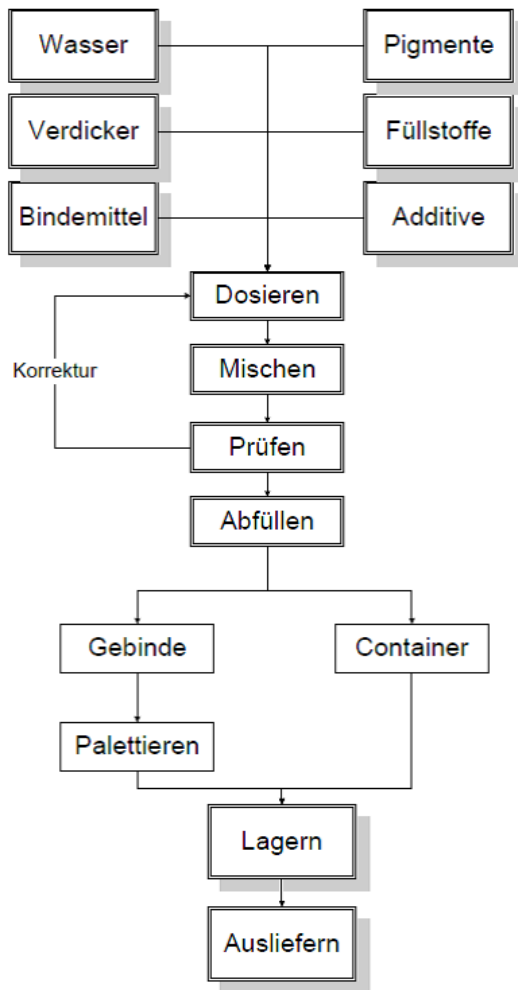 Wasser
Pigmente
Verdicker
Füllstoffe
Bindemittel
Additive
Dosieren
Korrektur
Mischen
Prüfen
Abfüllen
Gebinde
Container
Palettieren
Lagern
Ausliefern